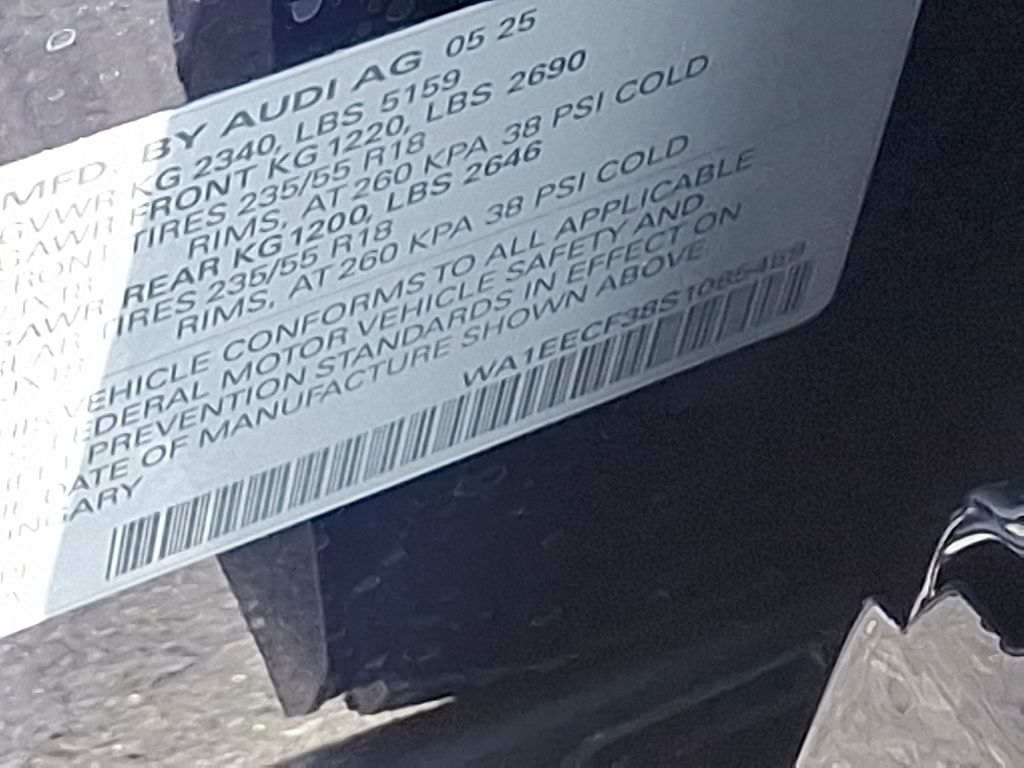 MFD. BY AUDI AG 05 25
GVWR KG 2340, LBS 5159
GAWR FRONT KG 1220, LBS 2690
FRONT TIRES 235/55 R18
RIMS, AT 260 KPA 38 PSI COLD
GAWR REAR KG 1200, LBS 2646
REAR TIRES 235/55 R18
RIMS, AT 260 KPA 38 PSI COLD
VEHICLE CONFORMS TO ALL APPLICABLE
FEDERAL MOTOR VEHICLE SAFETY AND
PREVENTION STANDARDS IN EFFECT ON
DATE OF MANUFACTURE SHOWN ABOVE.